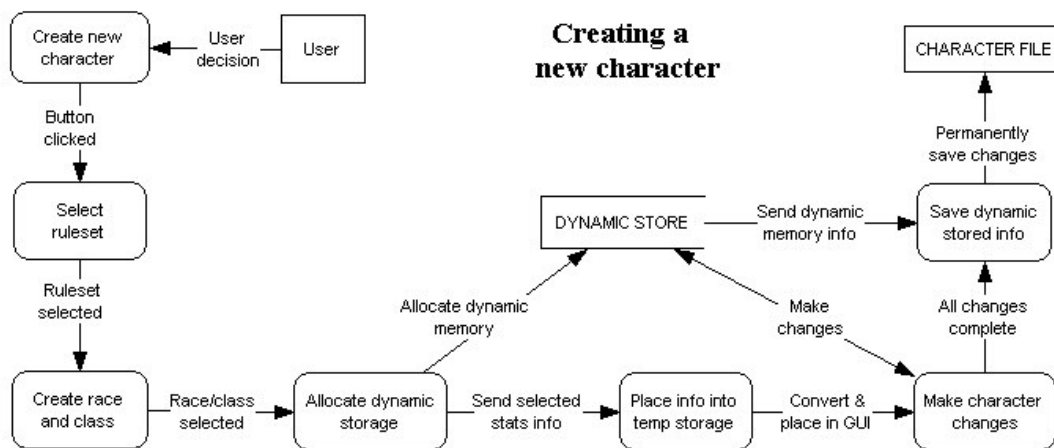 Creating a
new character
Create new
character
User
decision
User
CHARACTER FILE
Button
clicked
Permanently
save changes
Select
ruleset
DYNAMIC STORE
Send dynamic
memory info
Save dynamic
stored info
Ruleset
selected
Allocate dynamic
memory
Make
changes
All changes
complete
Create race
and class
Race/class
selected
Allocate dynamic
storage
Send selected
stats info
Place info into
temp storage
Convert &
place in GUI
Make character
changes